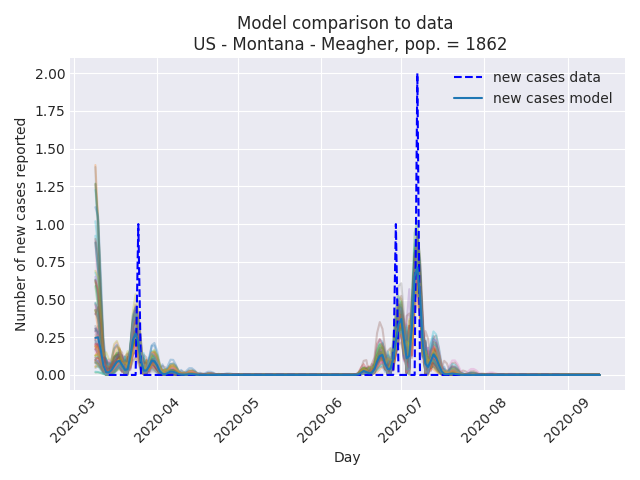 Model comparison to data
US - Montana - Meagher, pop. = 1862
new cases data
new cases model
Number of new cases reported
2.00
1.75
1.50
1.25
1.00
0.75
0.50
0.25
0.00
2020-03
2020-04
2020-05
2020-06
2020-07
2020-08
2020-09
Day